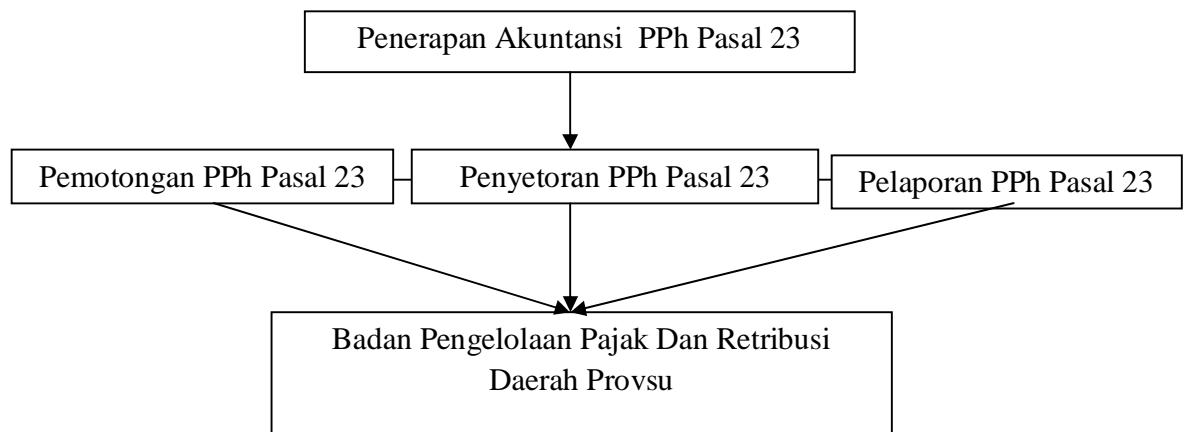 Penerapan Akuntansi PPh Pasal 23
Pemotongan PPh Pasal 23
Penyetoran PPh Pasal 23
Pelaporan PPh Pasal 23
Badan Pengelolaan Pajak Dan Retribusi
Daerah Provsu